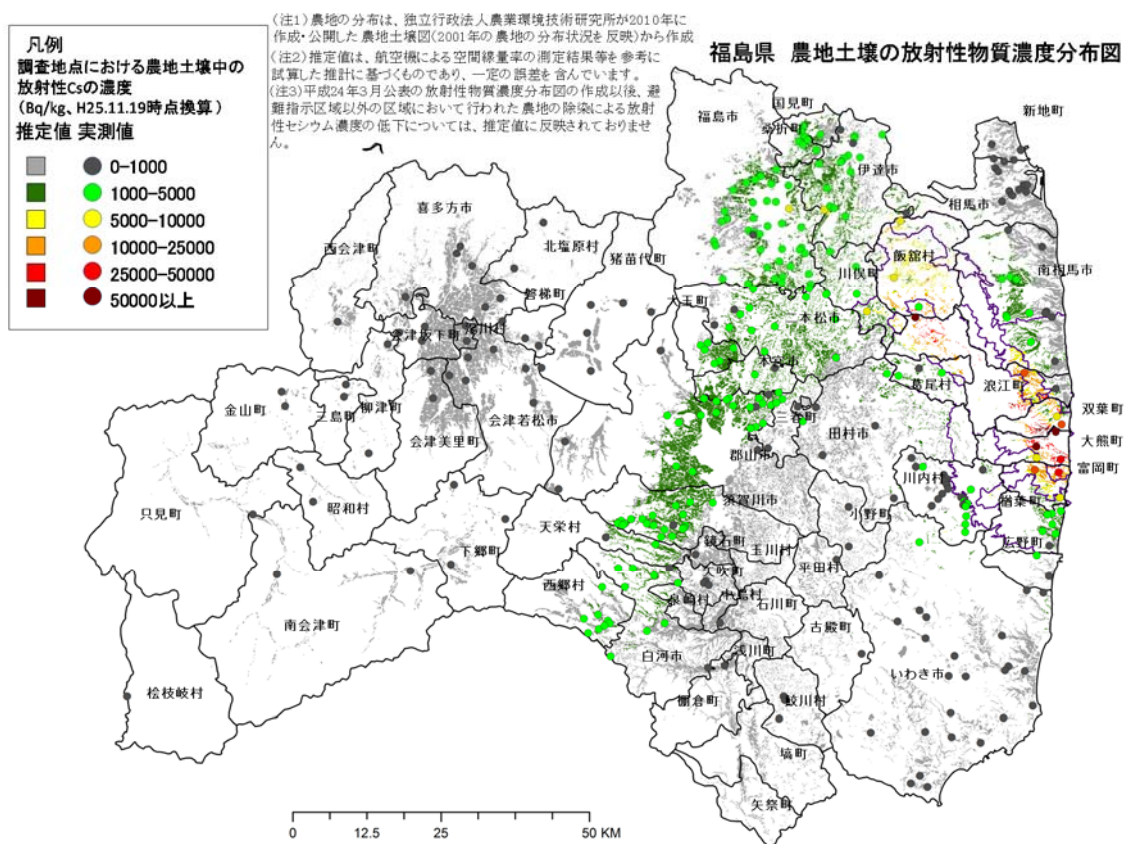 (注1)農地の分布は、独立行政法人農業環境技術研究所が2010年に
作成・公開した農地土壌図(2001年の農地の分布状況を反映)から作成
(注2)推定値は、航空機による空間線量率の測定結果等を参考に
試算した推計に基づくものであり、一定の誤差を含んでいます。
(注3)平成24年3月公表の放射性物質濃度分布図の作成以後、避
難指示区域以外の区域において行われた農地の除染による放射
性セシウム濃度の低下については、推定値に反映されておりませ
ん。
福島県 農地土壌の放射性物質濃度分布図
凡例
調査地点における農地土壌中の
放射性Csの濃度
(Bq/kg、H25.11.19時点換算)
推定値 実測値
0-1000
1000-5000
5000-10000
10000-25000
25000-50000
50000以上
国見町
新地町
福島市
桑折町
伊達市
相馬市
喜多方市
西会津町
北塩原村
猪苗代町
飯舘村
川俣町
南相馬市
磐梯町
大玉村
本松市
会津坂下町
湯川村
本宮市
葛尾村
浪江町
双葉町
金山町
三島町
柳津町
会津若松市
三春町
田村市
会津美里町
大熊町
郡山市
富岡町
川内村
只見町
昭和村
須賀川市
楢葉町
小野町
天栄村
下郷町
鏡石町
玉川村
広野町
平田村
西郷村
吹町
泉崎村
中島村
石川町
南会津町
古殿町
浅川町
白河市
いわき市
桧枝岐村
棚倉町
鮫川村
塙町
矢祭町
0
12.5
25
50 KM